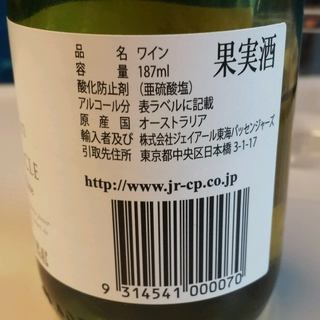 品名 ワイン 果実酒
容量 187ml
酸化防止剤 (亜硫酸塩)
アルコール分 表ラベルに記載
原産国 オーストラリア
輸入者及び 株式会社ジェイアール東海パッセンジャーズ
引取先住所 東京都中央区日本橋3-1-17
http://www.jr-cp.co.jp
9 314541 000070